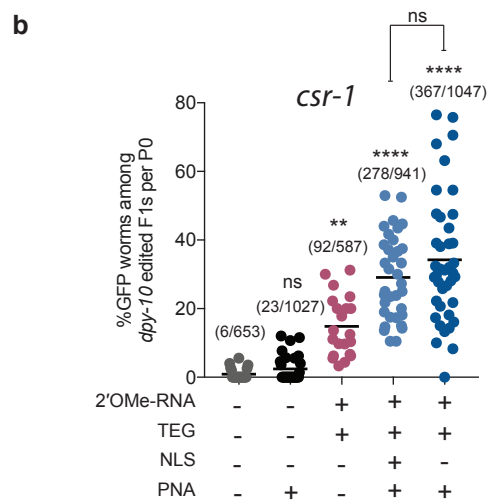 b
ns
****
(367/1047)
csr-1
****
(278/941)
**
(92/587)
ns
(23/1027)
(6/653)
%GFP worms among
dpy-10 edited F1s per P0
80
60
40
20
0
2'OMe-RNA - - + + +
TEG - - + + +
NLS - - - + -
PNA - + - + +